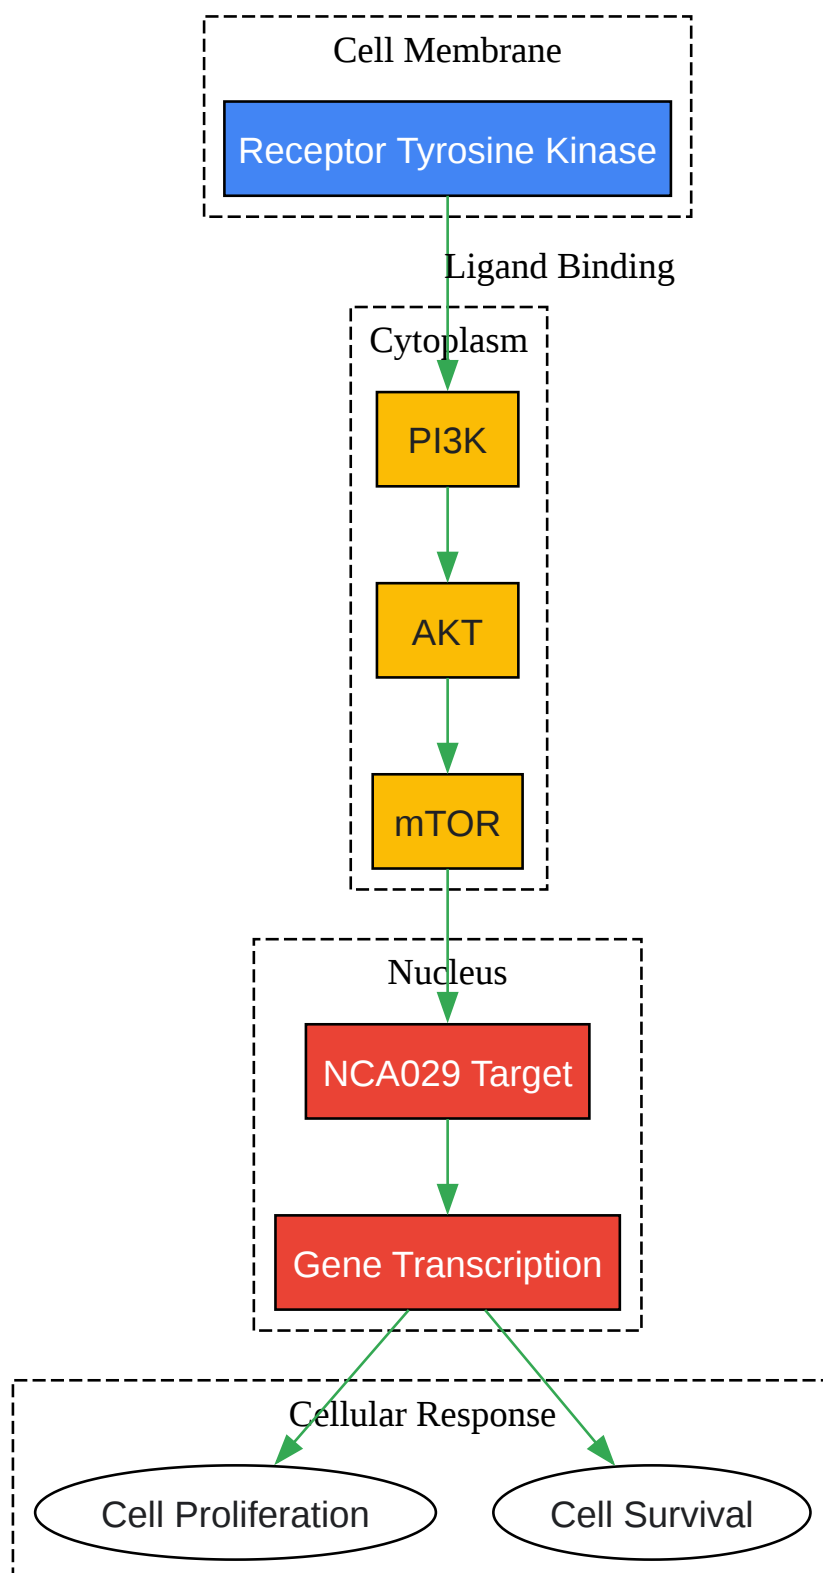 Cell Membrane
Receptor Tyrosine Kinase
Ligand Binding
Cytoplasm
PI3K
AKT
mTOR
Nucleus
NCA029 Target
Gene Transcription
Cellular Response
Cell Proliferation
Cell Survival